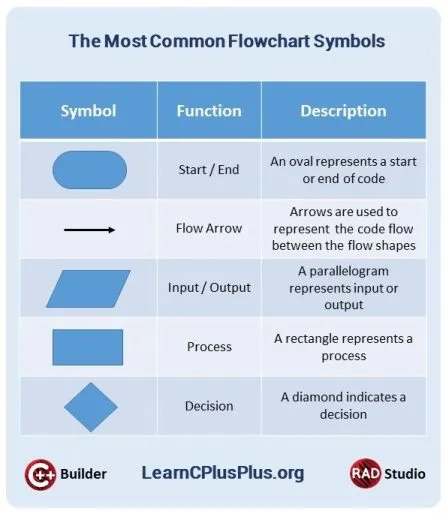 The Most Common Flowchart Symbols
Symbol Function Description
Start / End
An oval represents a start
or end of code
Flow Arrow
Arrows are used to
represent the code flow
between the flow shapes
Input / Output
A parallelogram
represents input or
output
Process
A rectangle represents a
process
Decision
A diamond indicates a
decision
C++ Builder LearnCPlusPlus.org RAD Studio